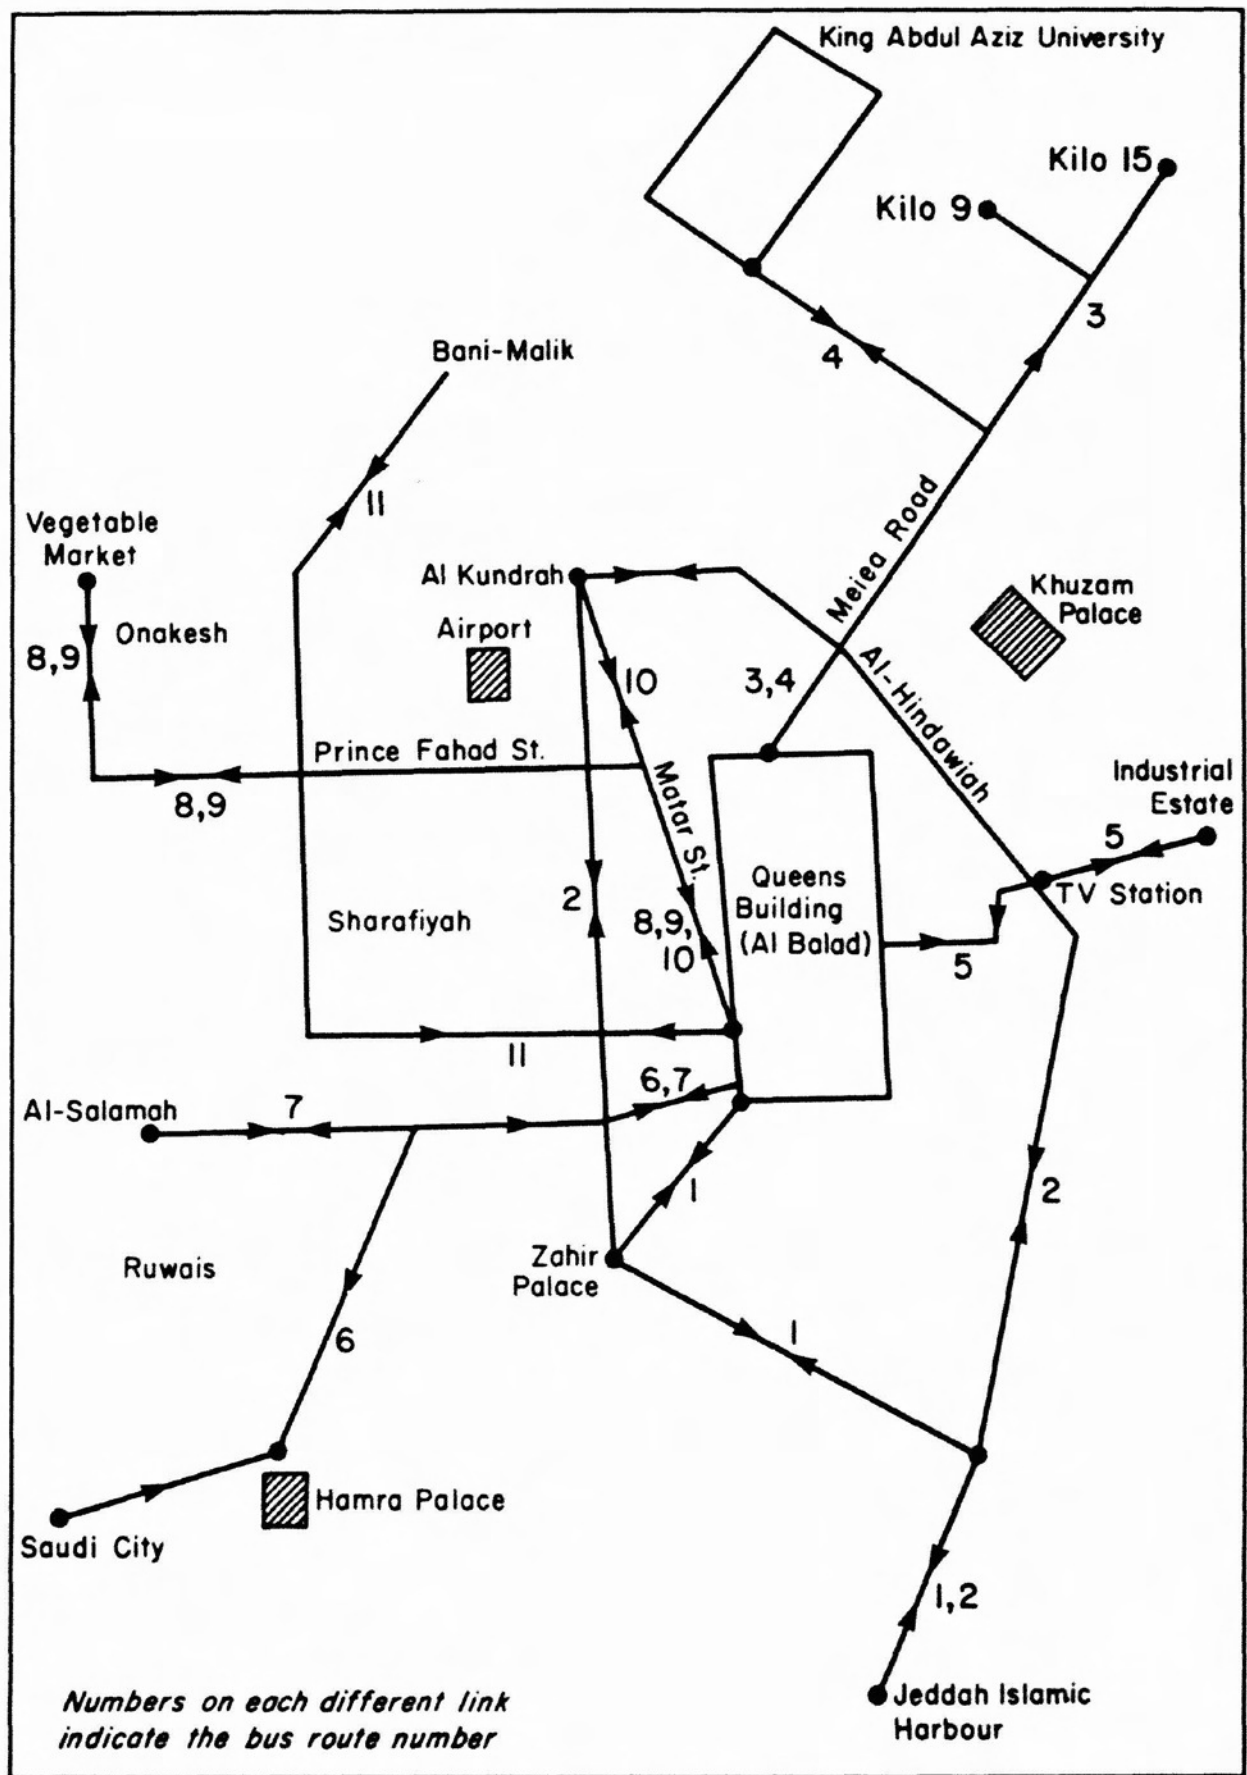 King Abdul Aziz University
Kilo 15
Kilo 9
3
4
Bani-Malik
11
Meiea Road
Vegetable
Market
Al Kundrah
Khuzam
Palace
Onakesh
Airport
8,9
10
3,4
Al-Hindawiah
Prince Fahad St.
Matar St.
Industrial
Estate
8,9
5
2
Queens
Building
(Al Balad)
TV Station
Sharafiyah
8,9,
10
5
11
6,7
Al-Salamah
7
1
2
Zahir
Palace
Ruwais
1
6
Hamra Palace
Saudi City
1,2
Jeddah Islamic
Harbour
Numbers on each different link
indicate the bus route number